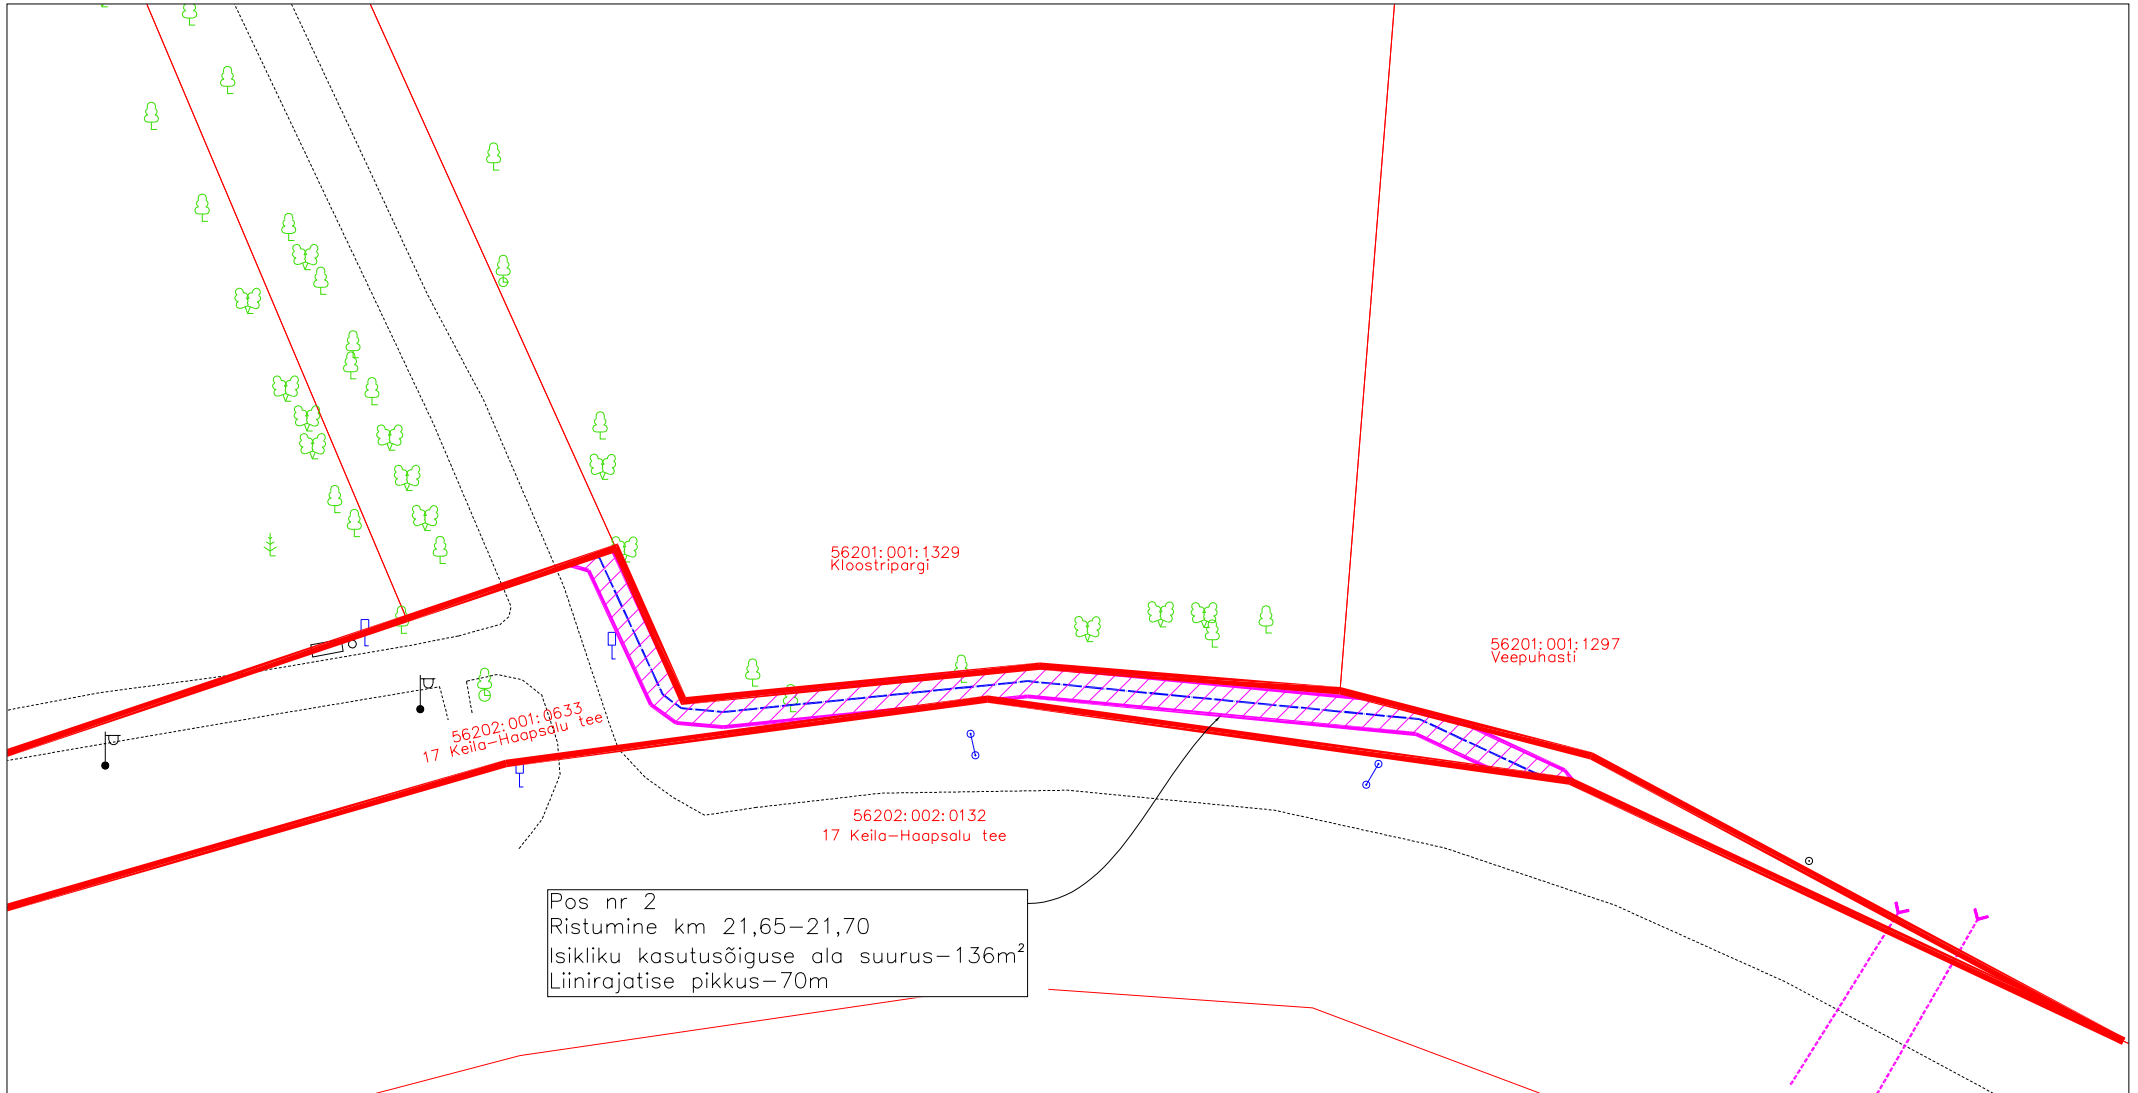 56201:001:1329
Kloostripargi
56201:001:1297
Veepuhasti
56202:001:0633
17 Keila-Haapsalu tee
56202:002:0132
17 Keila-Haapsalu tee
Pos nr 2
Ristumine km 21,65-21,70
Isikliku kasutusõiguse ala suurus-136m²
Liinirajatise pikkus-70m